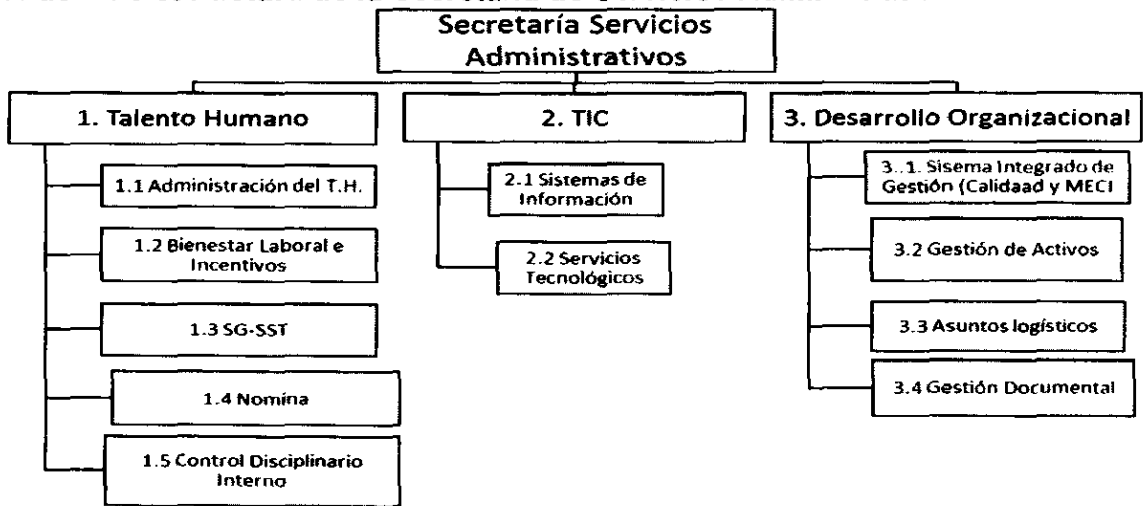 Secretaría Servicios
Administrativos
1. Talento Humano
2. TIC
3. Desarrollo Organizacional
1.1 Administración del T.H.
1.2 Bienestar Laboral e
Incentivos
1.3 SG-SST
1.4 Nomina
1.5 Control Disciplinario
Interno
2.1 Sistemas de
Información
2.2 Servicios
Tecnológicos
3..1. Sisema Integrado de
Gestión (Calidaad y MECI
3.2 Gestión de Activos
3.3 Asuntos logísticos
3.4 Gestión Documental